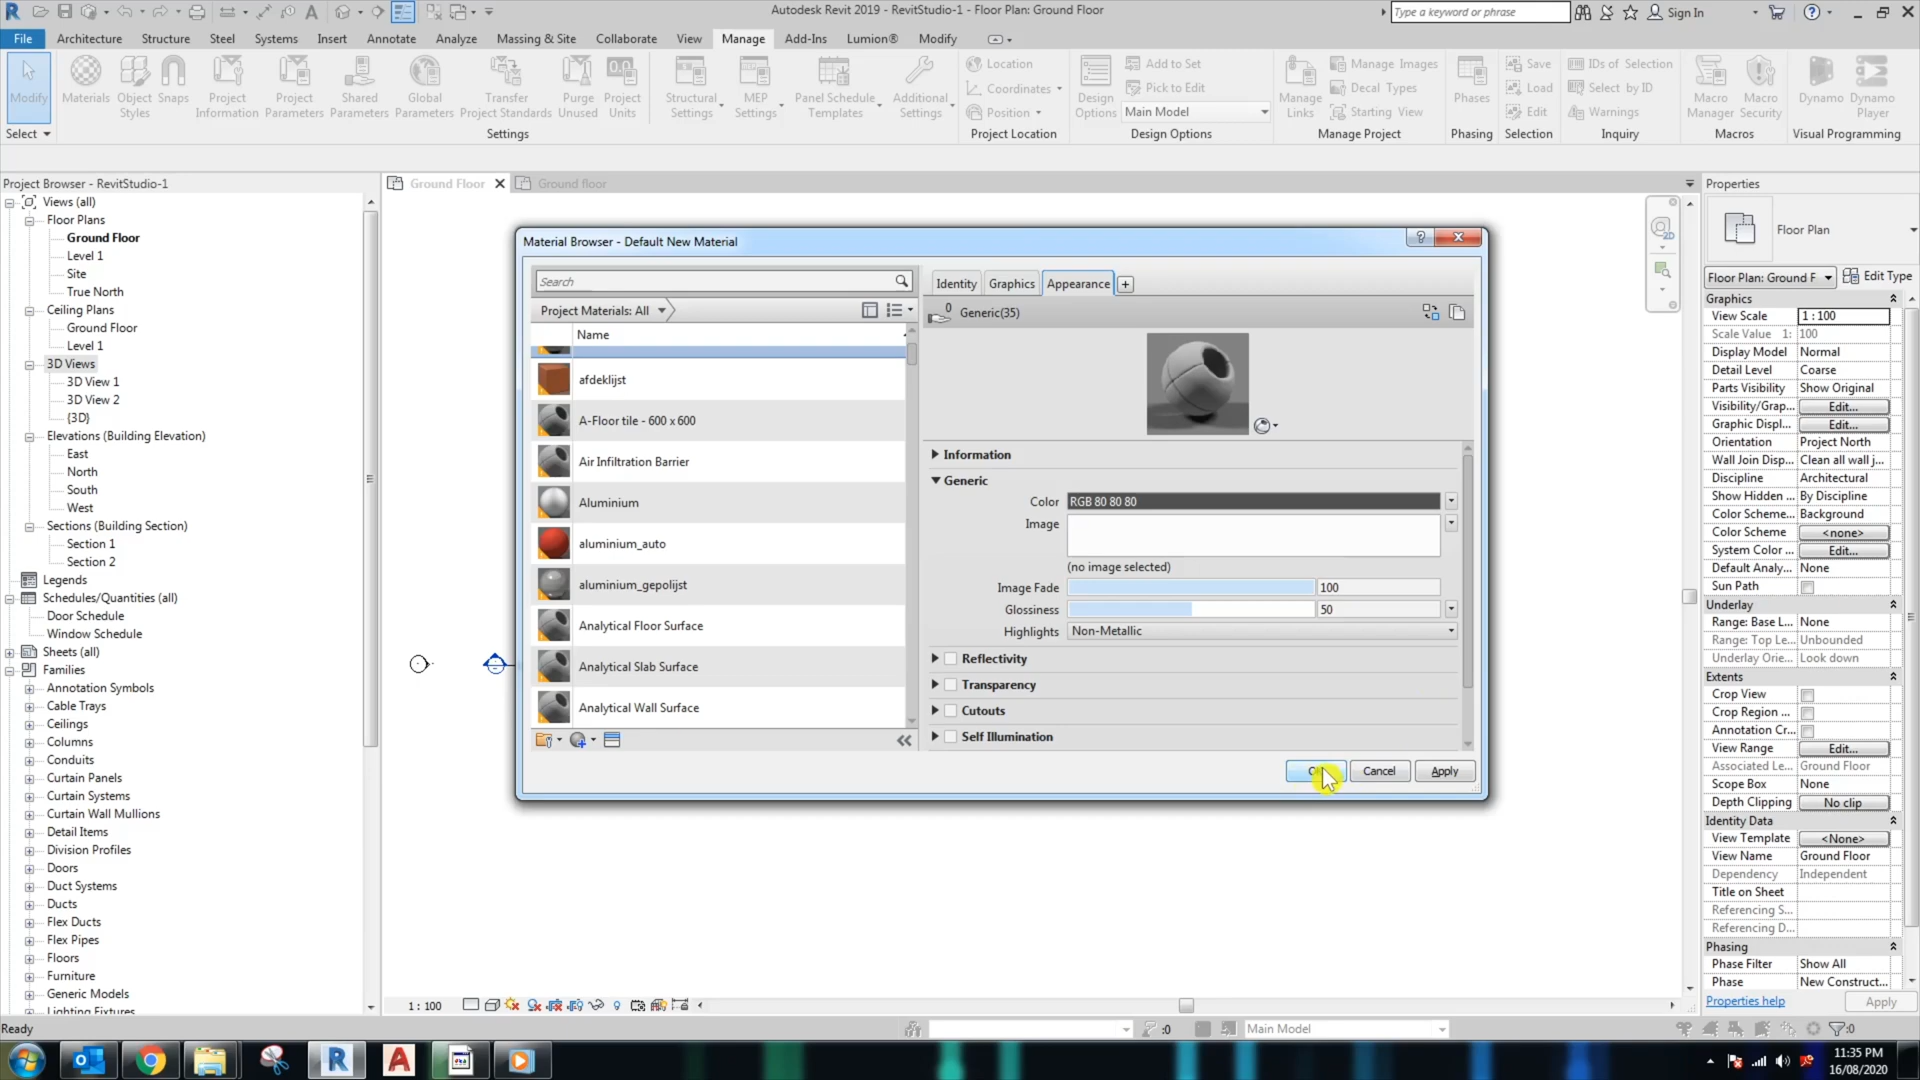 Autodesk Revit 2019 - RevitStudio-1 - Floor Plan: Ground Floor
Type a keyword or phrase
Sign In
File Architecture Structure Steel Systems Insert Annotate Analyze Massing & Site Collaborate View Manage Add-Ins Lumion® Modify
Modify
Materials
Object Styles
Snaps
Project Information
Project Parameters
Shared Parameters
Global Parameters
Transfer Project Standards
Purge Unused
Project Units
Structural Settings
MEP Settings
Panel Schedule Templates
Additional Settings
Location
Coordinates
Position
Design Options
Add to Set
Pick to Edit
Main Model
Manage Links
Manage Images
Decal Types
Starting View
Phases
Save
Load
Edit
IDs of Selection
Select by ID
Warnings
Macro Manager
Macro Security
Dynamo
Dynamo Player
Select
Settings
Project Location
Design Options
Manage Project
Phasing
Selection
Inquiry
Macros
Visual Programming
Project Browser - RevitStudio-1
Views (all)
Floor Plans
Ground Floor
Level 1
Site
True North
Ceiling Plans
Ground Floor
Level 1
3D Views
3D View 1
3D View 2
{3D}
Elevations (Building Elevation)
East
North
South
West
Sections (Building Section)
Section 1
Section 2
Legends
Schedules/Quantities (all)
Door Schedule
Window Schedule
Sheets (all)
Families
Annotation Symbols
Cable Trays
Ceilings
Columns
Conduits
Curtain Panels
Curtain Systems
Curtain Wall Mullions
Detail Items
Division Profiles
Doors
Duct Systems
Ducts
Flex Ducts
Flex Pipes
Floors
Furniture
Generic Models
Lighting Fixtures
Ground Floor
Ground floor
Material Browser - Default New Material
Search
Project Materials: All
Name
afdeklijst
A-Floor tile - 600 x 600
Air Infiltration Barrier
Aluminium
aluminium_auto
aluminium_gepolijst
Analytical Floor Surface
Analytical Slab Surface
Analytical Wall Surface
Identity Graphics Appearance
0 Generic(35)
Information
Generic
Color RGB 80 80 80
Image
(no image selected)
Image Fade 100
Glossiness 50
Highlights Non-Metallic
Reflectivity
Transparency
Cutouts
Self Illumination
Cancel
Apply
Properties
Floor Plan
Floor Plan: Ground F
Edit Type
Graphics
View Scale 1 : 100
Scale Value 1: 100
Display Model Normal
Detail Level Coarse
Parts Visibility Show Original
Visibility/Grap... Edit...
Graphic Displ... Edit...
Orientation Project North
Wall Join Disp... Clean all wall j...
Discipline Architectural
Show Hidden ... By Discipline
Color Scheme... Background
Color Scheme <none>
System Color ... Edit...
Default Analy... None
Sun Path
Underlay
Range: Base L... None
Range: Top Le... Unbounded
Underlay Orie... Look down
Extents
Crop View
Crop Region ...
Annotation Cr...
View Range Edit...
Associated Le... Ground Floor
Scope Box None
Depth Clipping No clip
Identity Data
View Template <None>
View Name Ground Floor
Dependency Independent
Title on Sheet
Referencing S...
Referencing D...
Phasing
Phase Filter Show All
Phase New Construct...
Properties help
Apply
1 : 100
Ready
:0
Main Model
:0
11:35 PM
16/08/2020